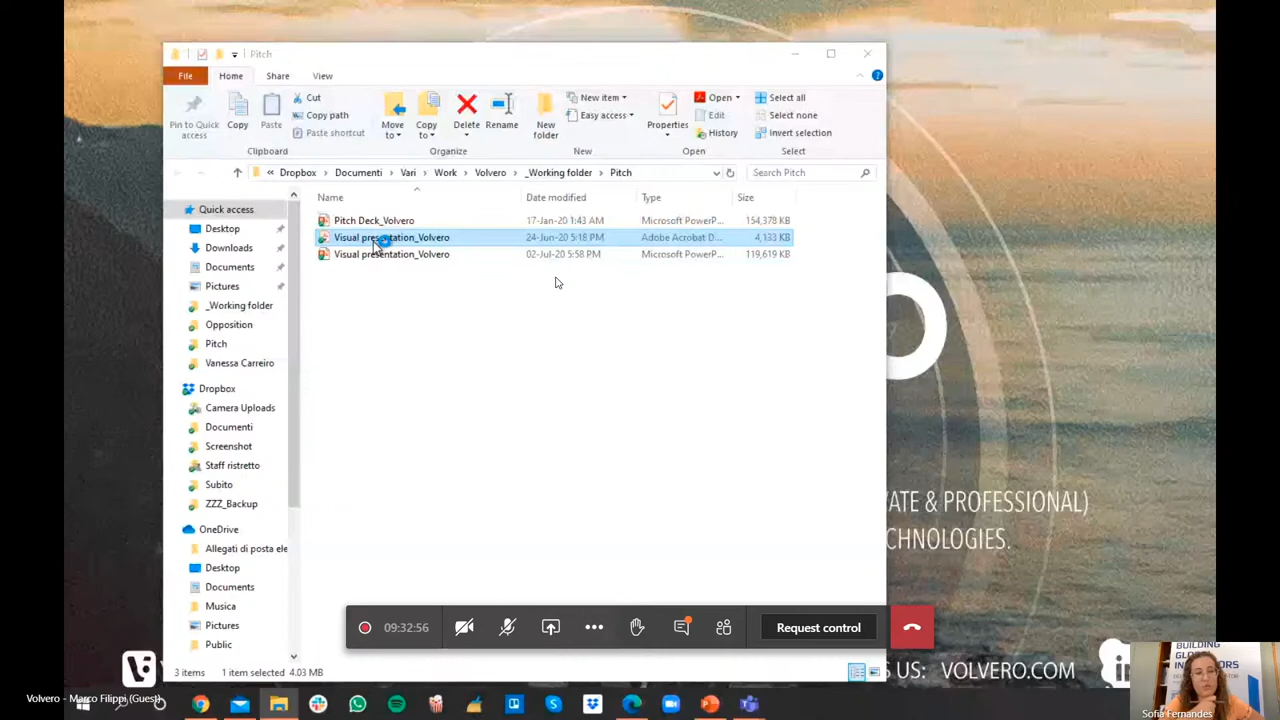 Pitch
File Home Share View
Pin to Quick access
Copy
Paste
Cut
Copy path
Paste shortcut
Clipboard
Move to
Copy to
Delete
Rename
Organize
New folder
New item
Easy access
New
Properties
Open
Edit
History
Open
Select all
Select none
Invert selection
Select
« Dropbox › Documenti › Vari › Work › Volvero › _Working folder › Pitch
Search Pitch
Name Date modified Type Size
Pitch Deck_Volvero 17-Jan-20 1:43 AM Microsoft PowerP... 154,378 KB
Visual presentation_Volvero 24-Jun-20 5:18 PM Adobe Acrobat D... 4,133 KB
Visual presentation_Volvero 02-Jul-20 5:58 PM Microsoft PowerP... 119,619 KB
Quick access
Desktop
Downloads
Documents
Pictures
_Working folder
Opposition
Pitch
Vanessa Carreiro
Dropbox
Camera Uploads
Documenti
Screenshot
Staff ristretto
Subito
ZZZ_Backup
OneDrive
Allegati di posta ele
Desktop
Documents
Musica
Pictures
Public
3 items 1 item selected 4.03 MB
VATE & PROFESSIONAL)
CHNOLOGIES.
09:32:56
Request control
US: VOLVERO.COM
in
BUILDING
GLOBAL
Volvero - Marco Filippi (Guest)
Sofia Fernandes